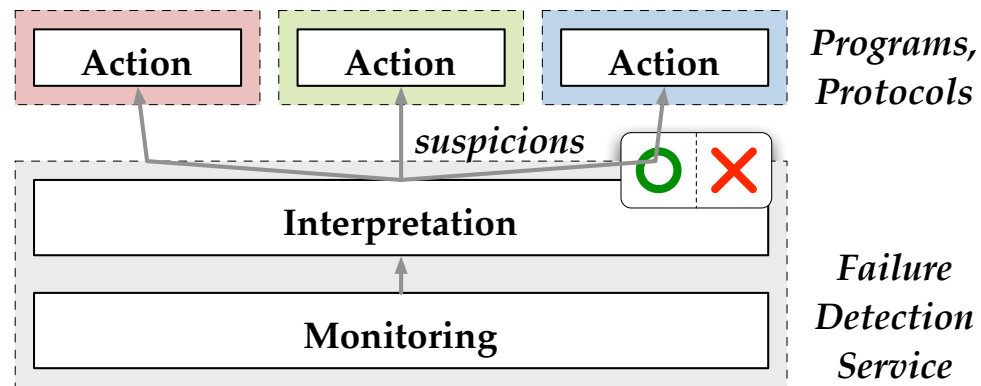 Action
Action
Action
Programs,
Protocols
suspicions
Interpretation
Monitoring
Failure
Detection
Service